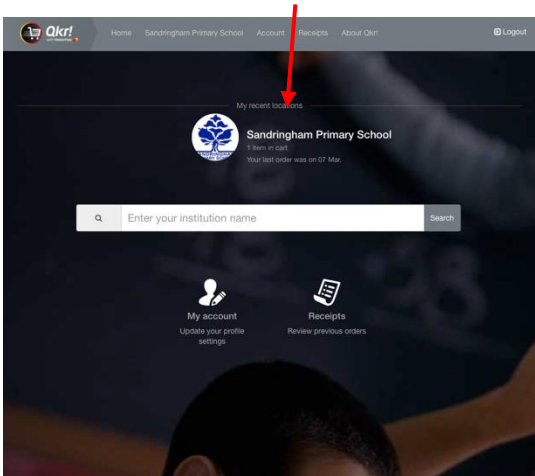 Qkr!
Home Sandringham Primary School Account Receipts About Qkr! Logout
My recent locations
Sandringham Primary School
1 item in cart
Your last order was on 07 Mar.
Enter your institution name Search
My account Receipts
Update your profile Review previous orders
settings